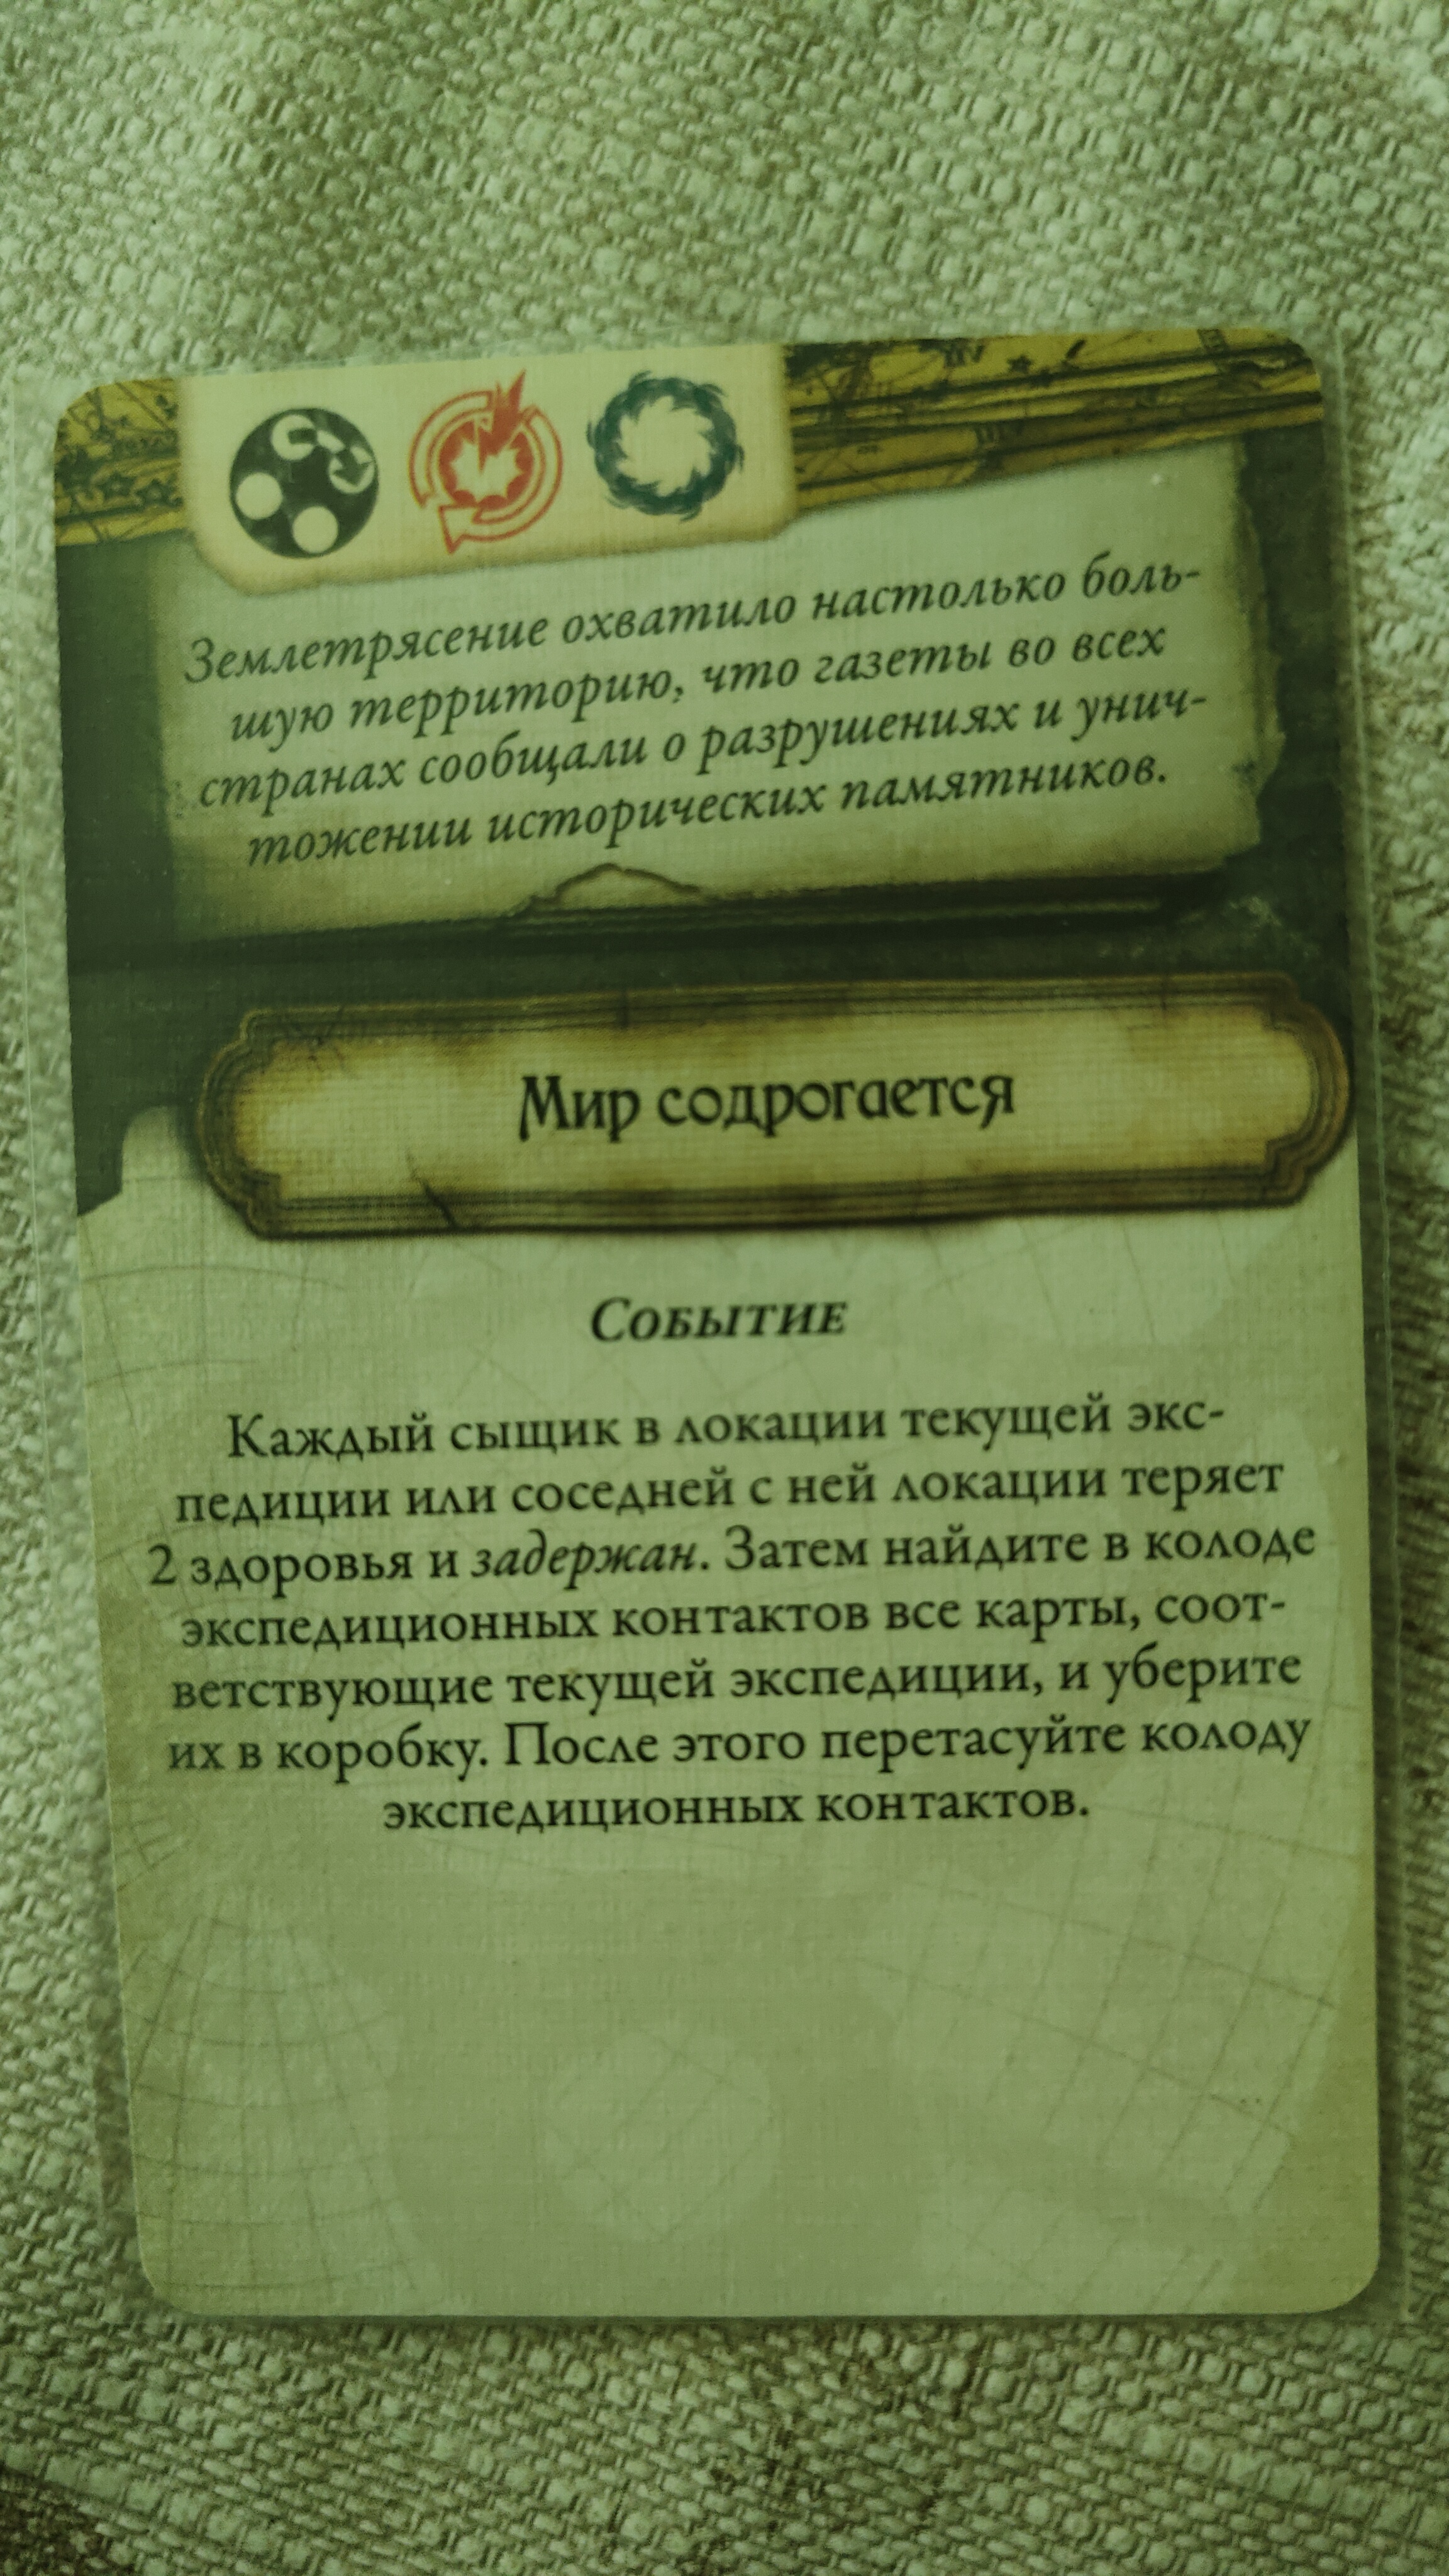 Землетрясение охватило настолько боль-
шую территорию, что газеты во всех
странах сообщали о разрушениях и унич-
тожении исторических памятников.
Мир содрогается
Событие
Каждый сыщик в локации текущей экс-
педиции или соседней с ней локации теряет
2 здоровья и задержан. Затем найдите в колоде
экспедиционных контактов все карты, соот-
ветствующие текущей экспедиции, и уберите
их в коробку. После этого перетасуйте колоду
экспедиционных контактов.